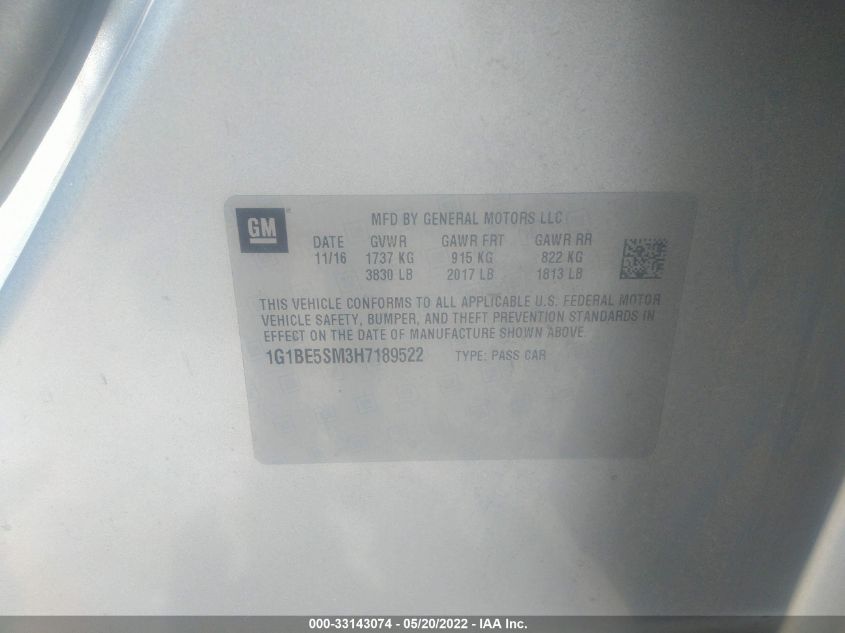 GM
MFD BY GENERAL MOTORS LLC
DATE GVWR GAWR FRT GAWR RR
11/16 1737 KG 915 KG 822 KG
3830 LB 2017 LB 1813 LB
THIS VEHICLE CONFORMS TO ALL APPLICABLE U.S. FEDERAL MOTOR
VEHICLE SAFETY, BUMPER, AND THEFT PREVENTION STANDARDS IN
EFFECT ON THE DATE OF MANUFACTURE SHOWN ABOVE.
1G1BE5SM3H7189522 TYPE: PASS CAR
000-33143074 - 05/20/2022 - IAA Inc.